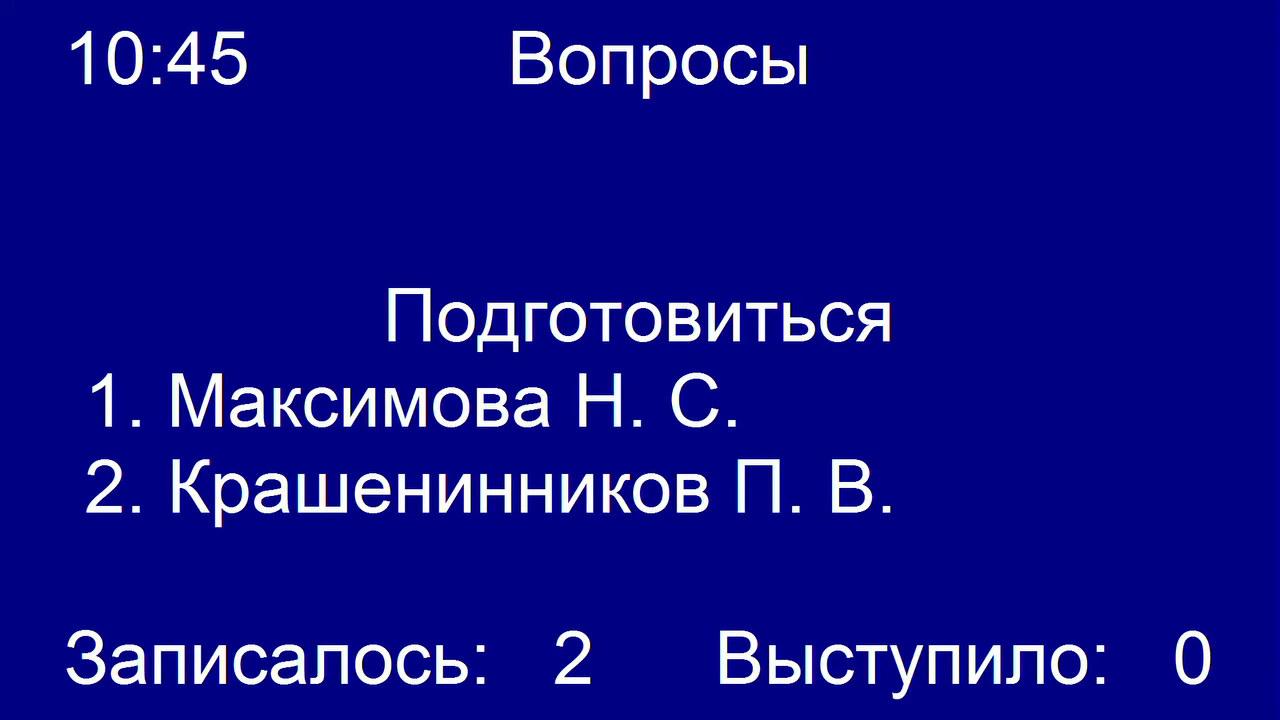 10:45 Вопросы
Подготовиться
1. Максимова Н. С.
2. Крашенинников П. В.
Записалось: 2 Выступило: 0